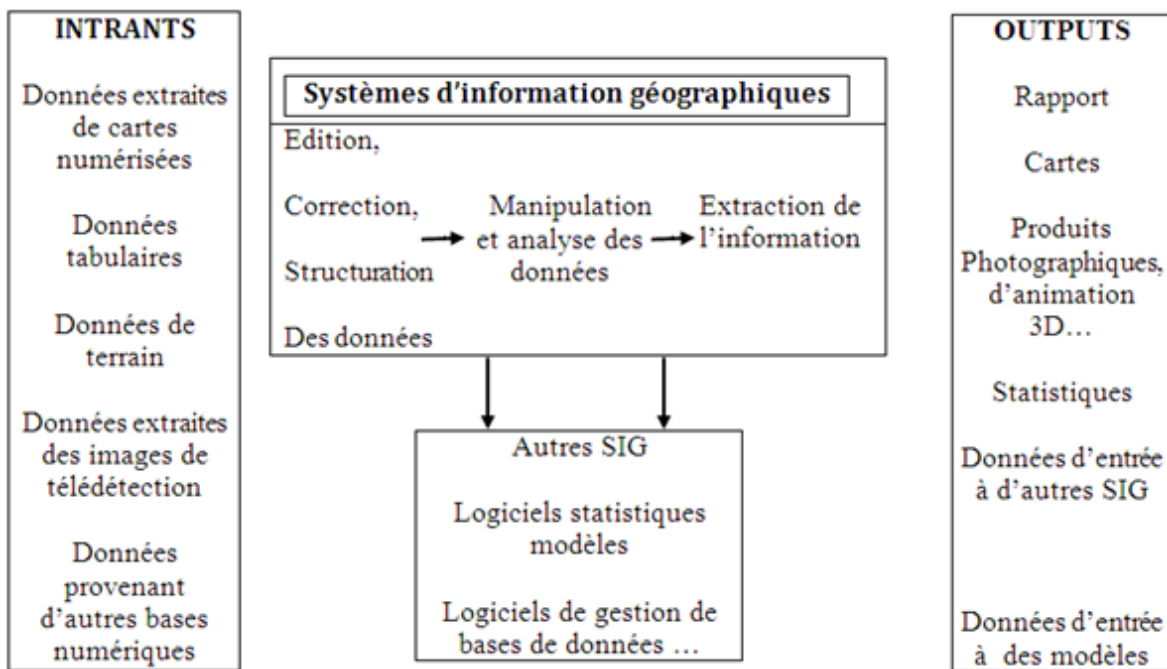 INTRANTS
Données extraites
de cartes
numérisées
Données
tabulaires
Données de
terrain
Données extraites
des images de
télédétection
Données
provenant
d'autres bases
numériques
Systèmes d'information géographiques
Edition,
Correction,
Structuration
Des données
Manipulation
et analyse des
données
Extraction de
l'information
Autres SIG
Logiciels statistiques
modèles
Logiciels de gestion de
bases de données …
OUTPUTS
Rapport
Cartes
Produits
Photographiques,
d'animation
3D…
Statistiques
Données d'entrée
à d'autres SIG
Données d'entrée
à des modèles